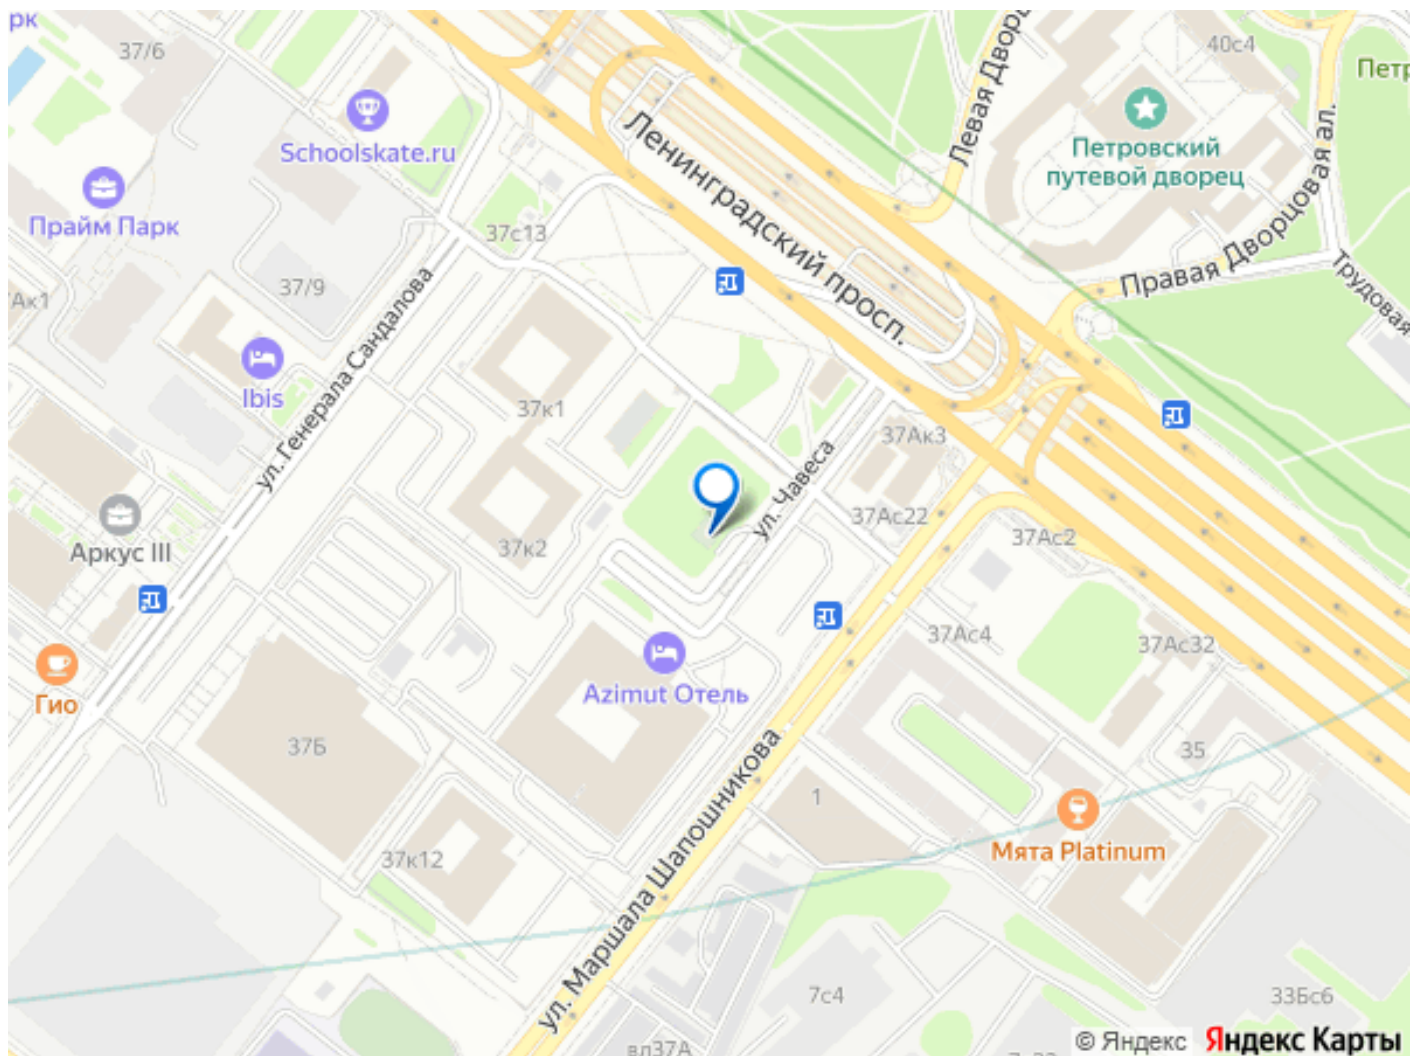 рк
37/6
40с4
Петр
Левая Дворц
Schoolskate.ru
Ленинградский просп.
Петровский
путевой дворец
Правая Дворцовая ал.
Прайм Парк
37с13
37/9
Ак1
Трудовая
ул. Генерала Сандалова
Ibis
37к1
37Ак3
ул. Чавеса
37Ас22
37Ас2
Аркус III
37к2
37Ас4
37Ас32
Гио
Azimut Отель
37Б
35
ул. Маршала Шапошникова
1
Мята Platinum
37к12
7с4
33Бс6
вл37А
© Яндекс Яндекс Карты